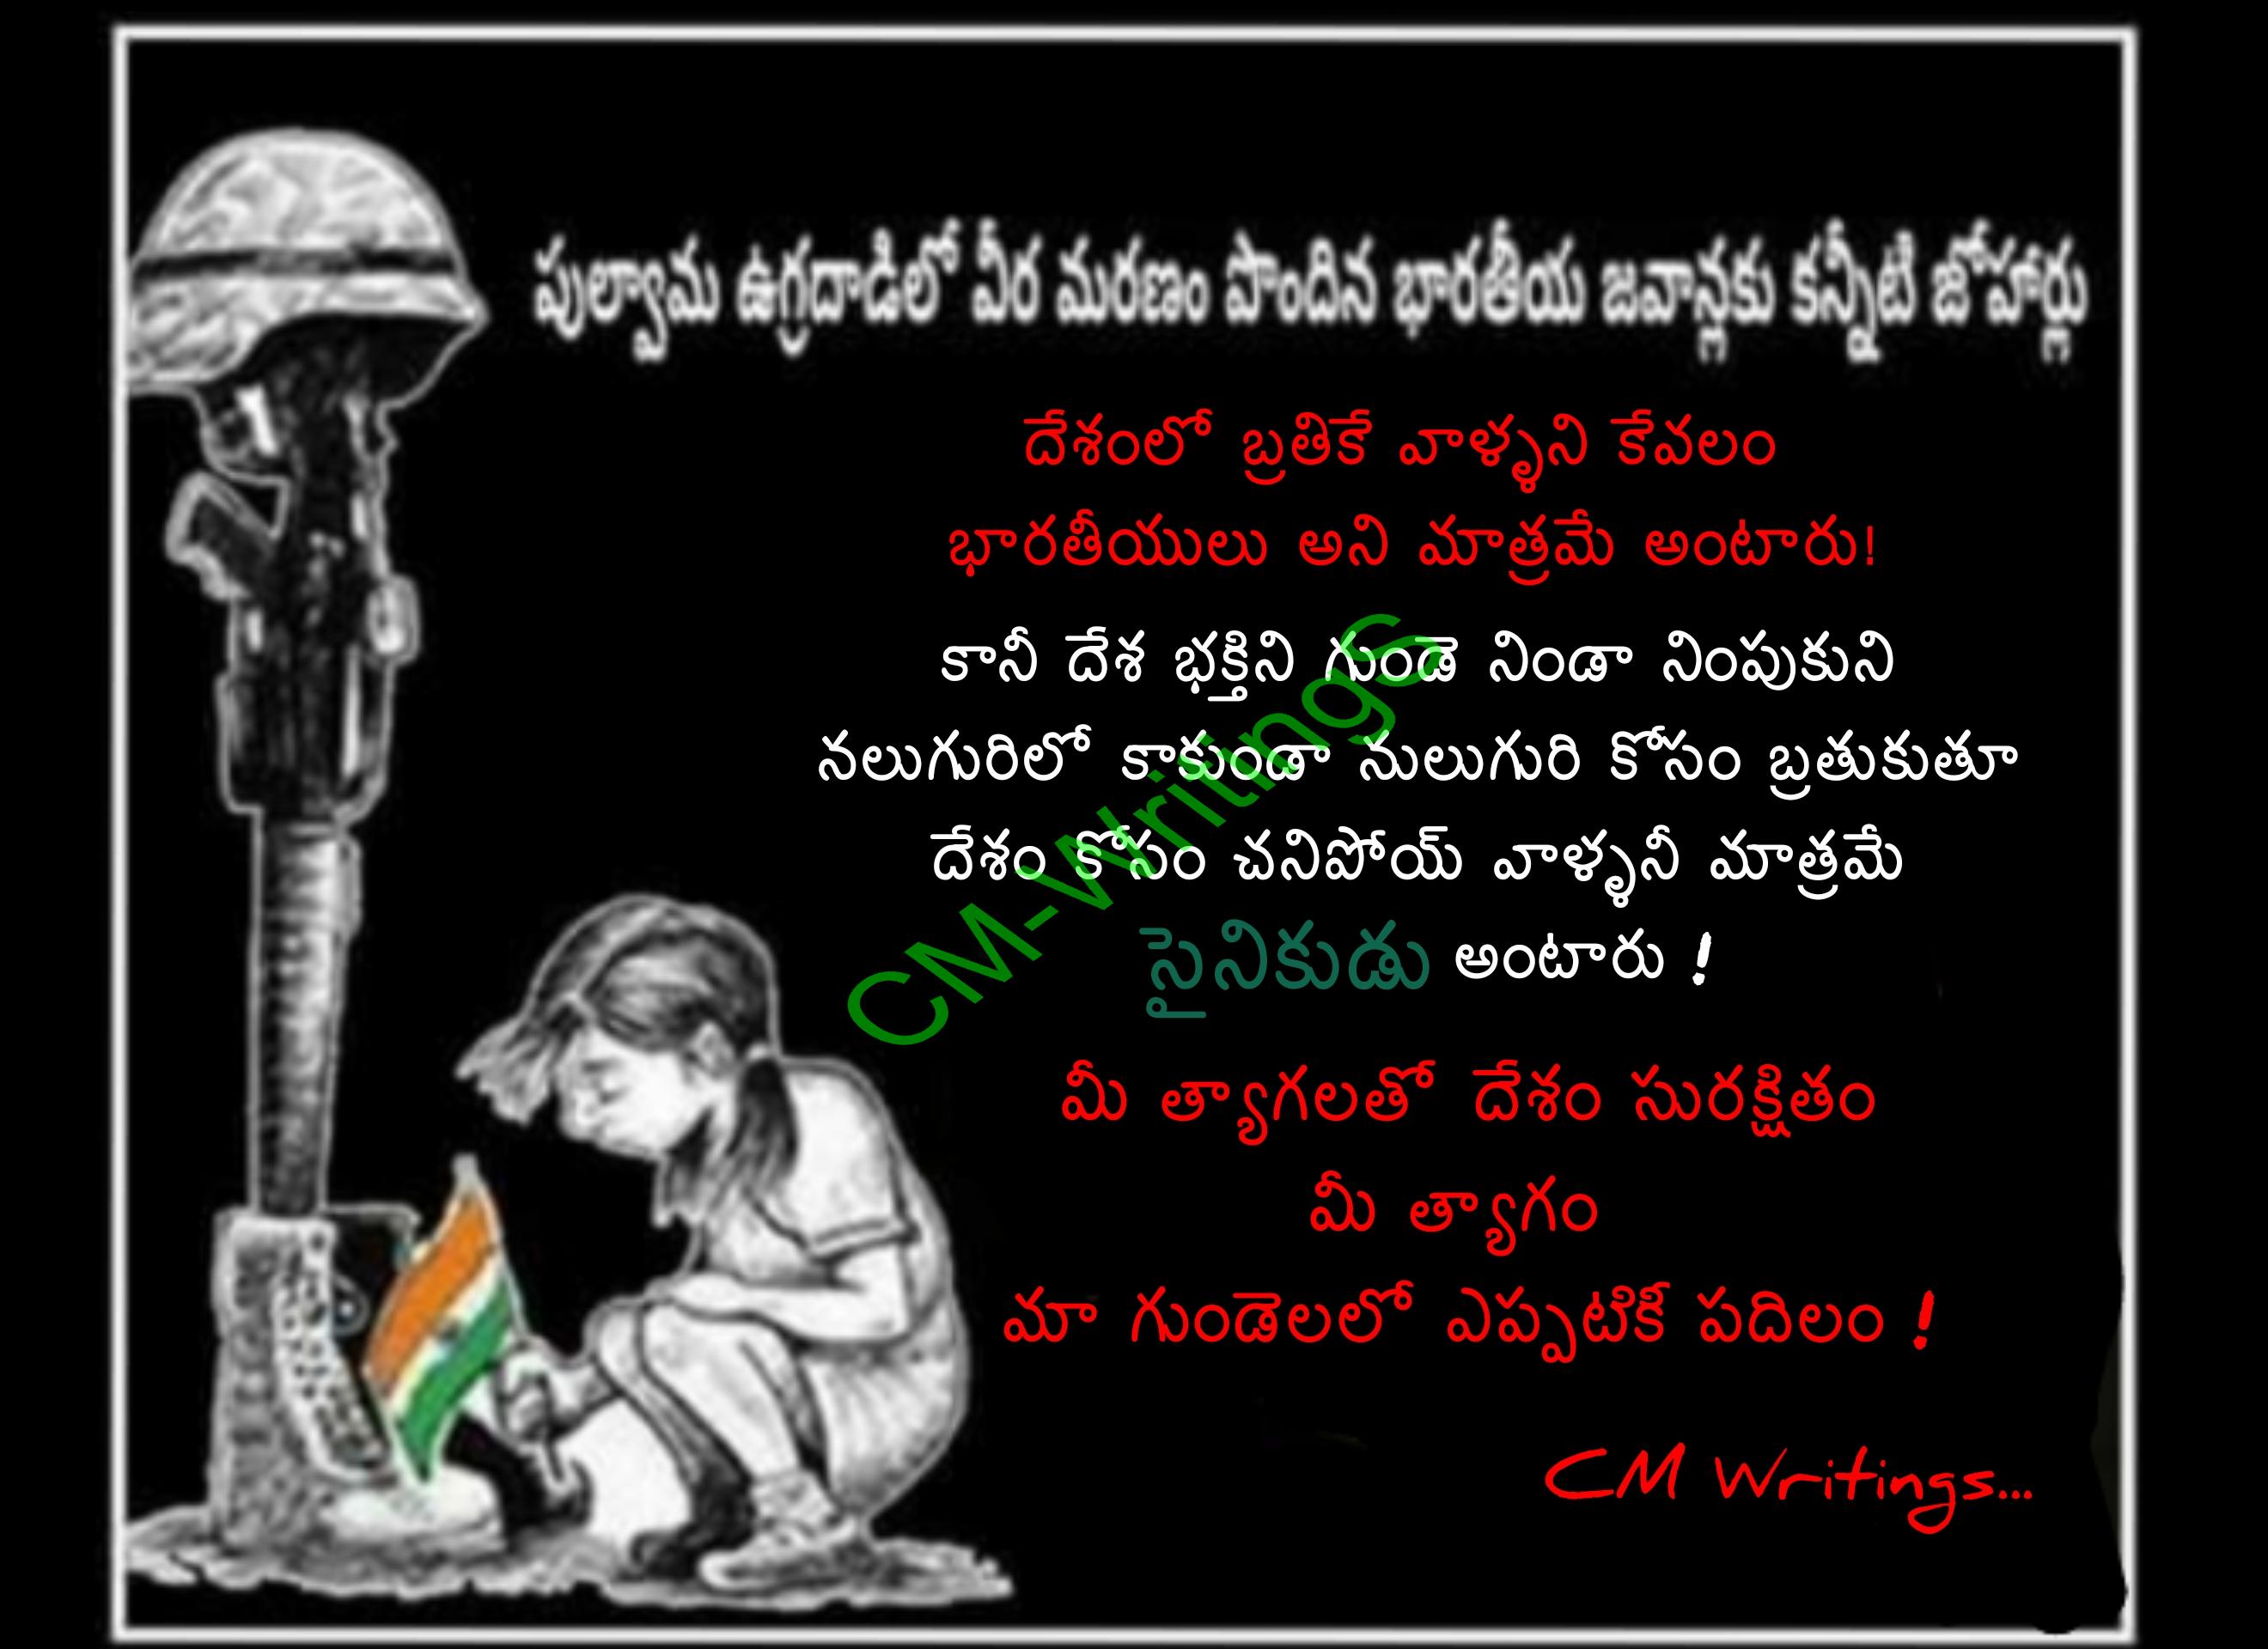 పుల్వామ ఉగ్రదాడిలో వీర మరణం పొందిన భారతీయ జవాన్లకు కన్నీటి జోహార్లు
దేశంలో బ్రతికే వాళ్ళని కేవలం
భారతీయులు అని మాత్రమే అంటారు!
కానీ దేశ భక్తిని గుండె నిండా నింపుకుని
నలుగురిలో కాకుండా నులుగురి కోసం బ్రతుకుతూ
దేశం కోసం చనిపోయ్ వాళ్ళనీ మాత్రమే
సైనికుడు అంటారు !
మీ త్యాగలతో దేశం సురక్షితం
మీ త్యాగం
మా గుండెలలో ఎప్పటికీ పదిలం !
CM Writings...
CM-WritingS